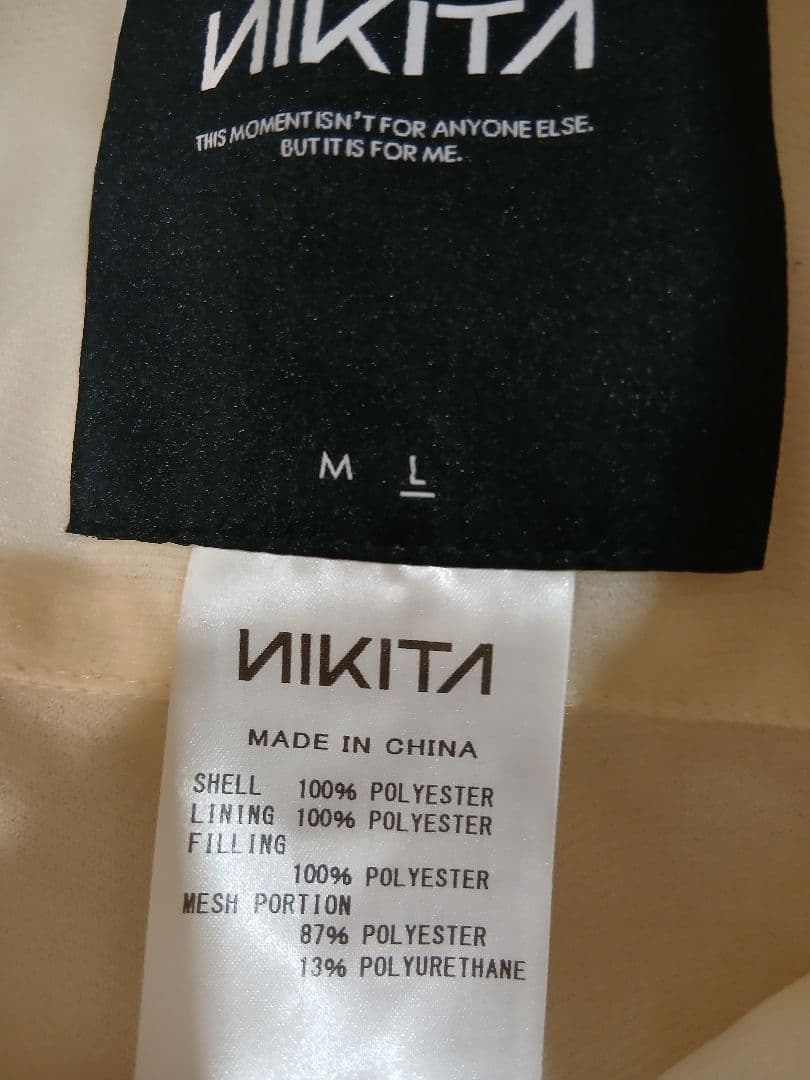 NIKITA
THIS MOMENT ISN'T FOR ANYONE ELSE.
BUT IT IS FOR ME.
M L
NIKITA
MADE IN CHINA
SHELL 100% POLYESTER
LINING 100% POLYESTER
FILLING
100% POLYESTER
MESH PORTION
87% POLYESTER
13% POLYURETHANE